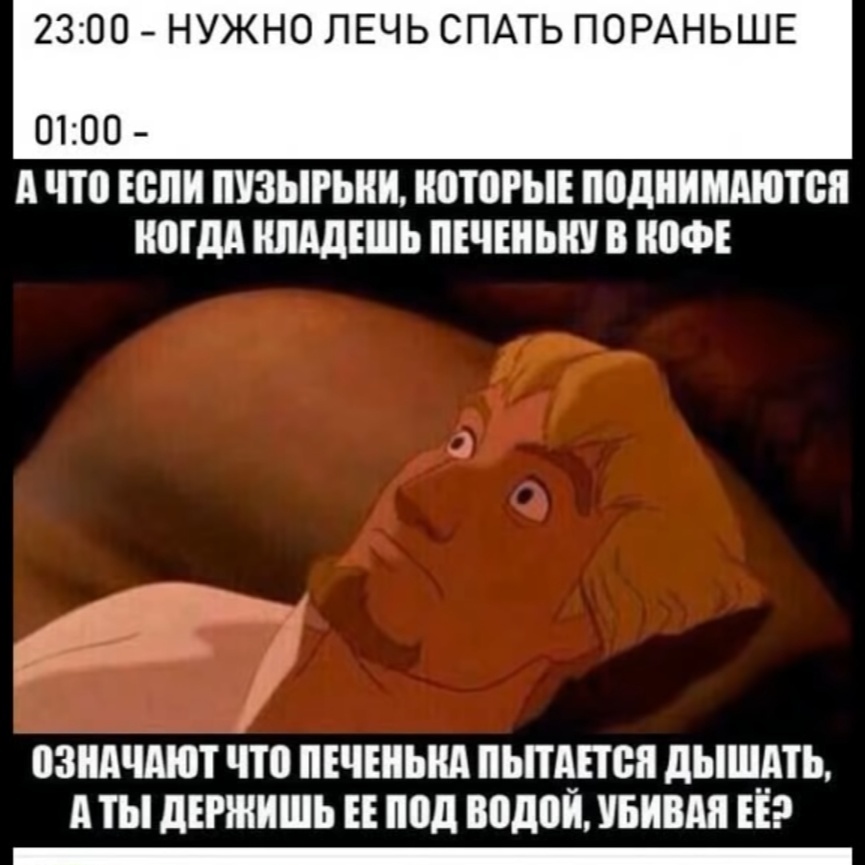 23:00 - НУЖНО ЛЕЧЬ СПАТЬ ПОРАНЬШЕ
01:00 -
А ЧТО ЕСЛИ ПУЗЫРЬКИ, КОТОРЫЕ ПОДНИМАЮТСЯ
КОГДА КЛАДЕШЬ ПЕЧЕНЬКУ В КОФЕ
ОЗНАЧАЮТ ЧТО ПЕЧЕНЬКА ПЫТАЕТСЯ ДЫШАТЬ,
А ТЫ ДЕРЖИШЬ ЕЕ ПОД ВОДОЙ, УБИВАЯ ЕЁ?